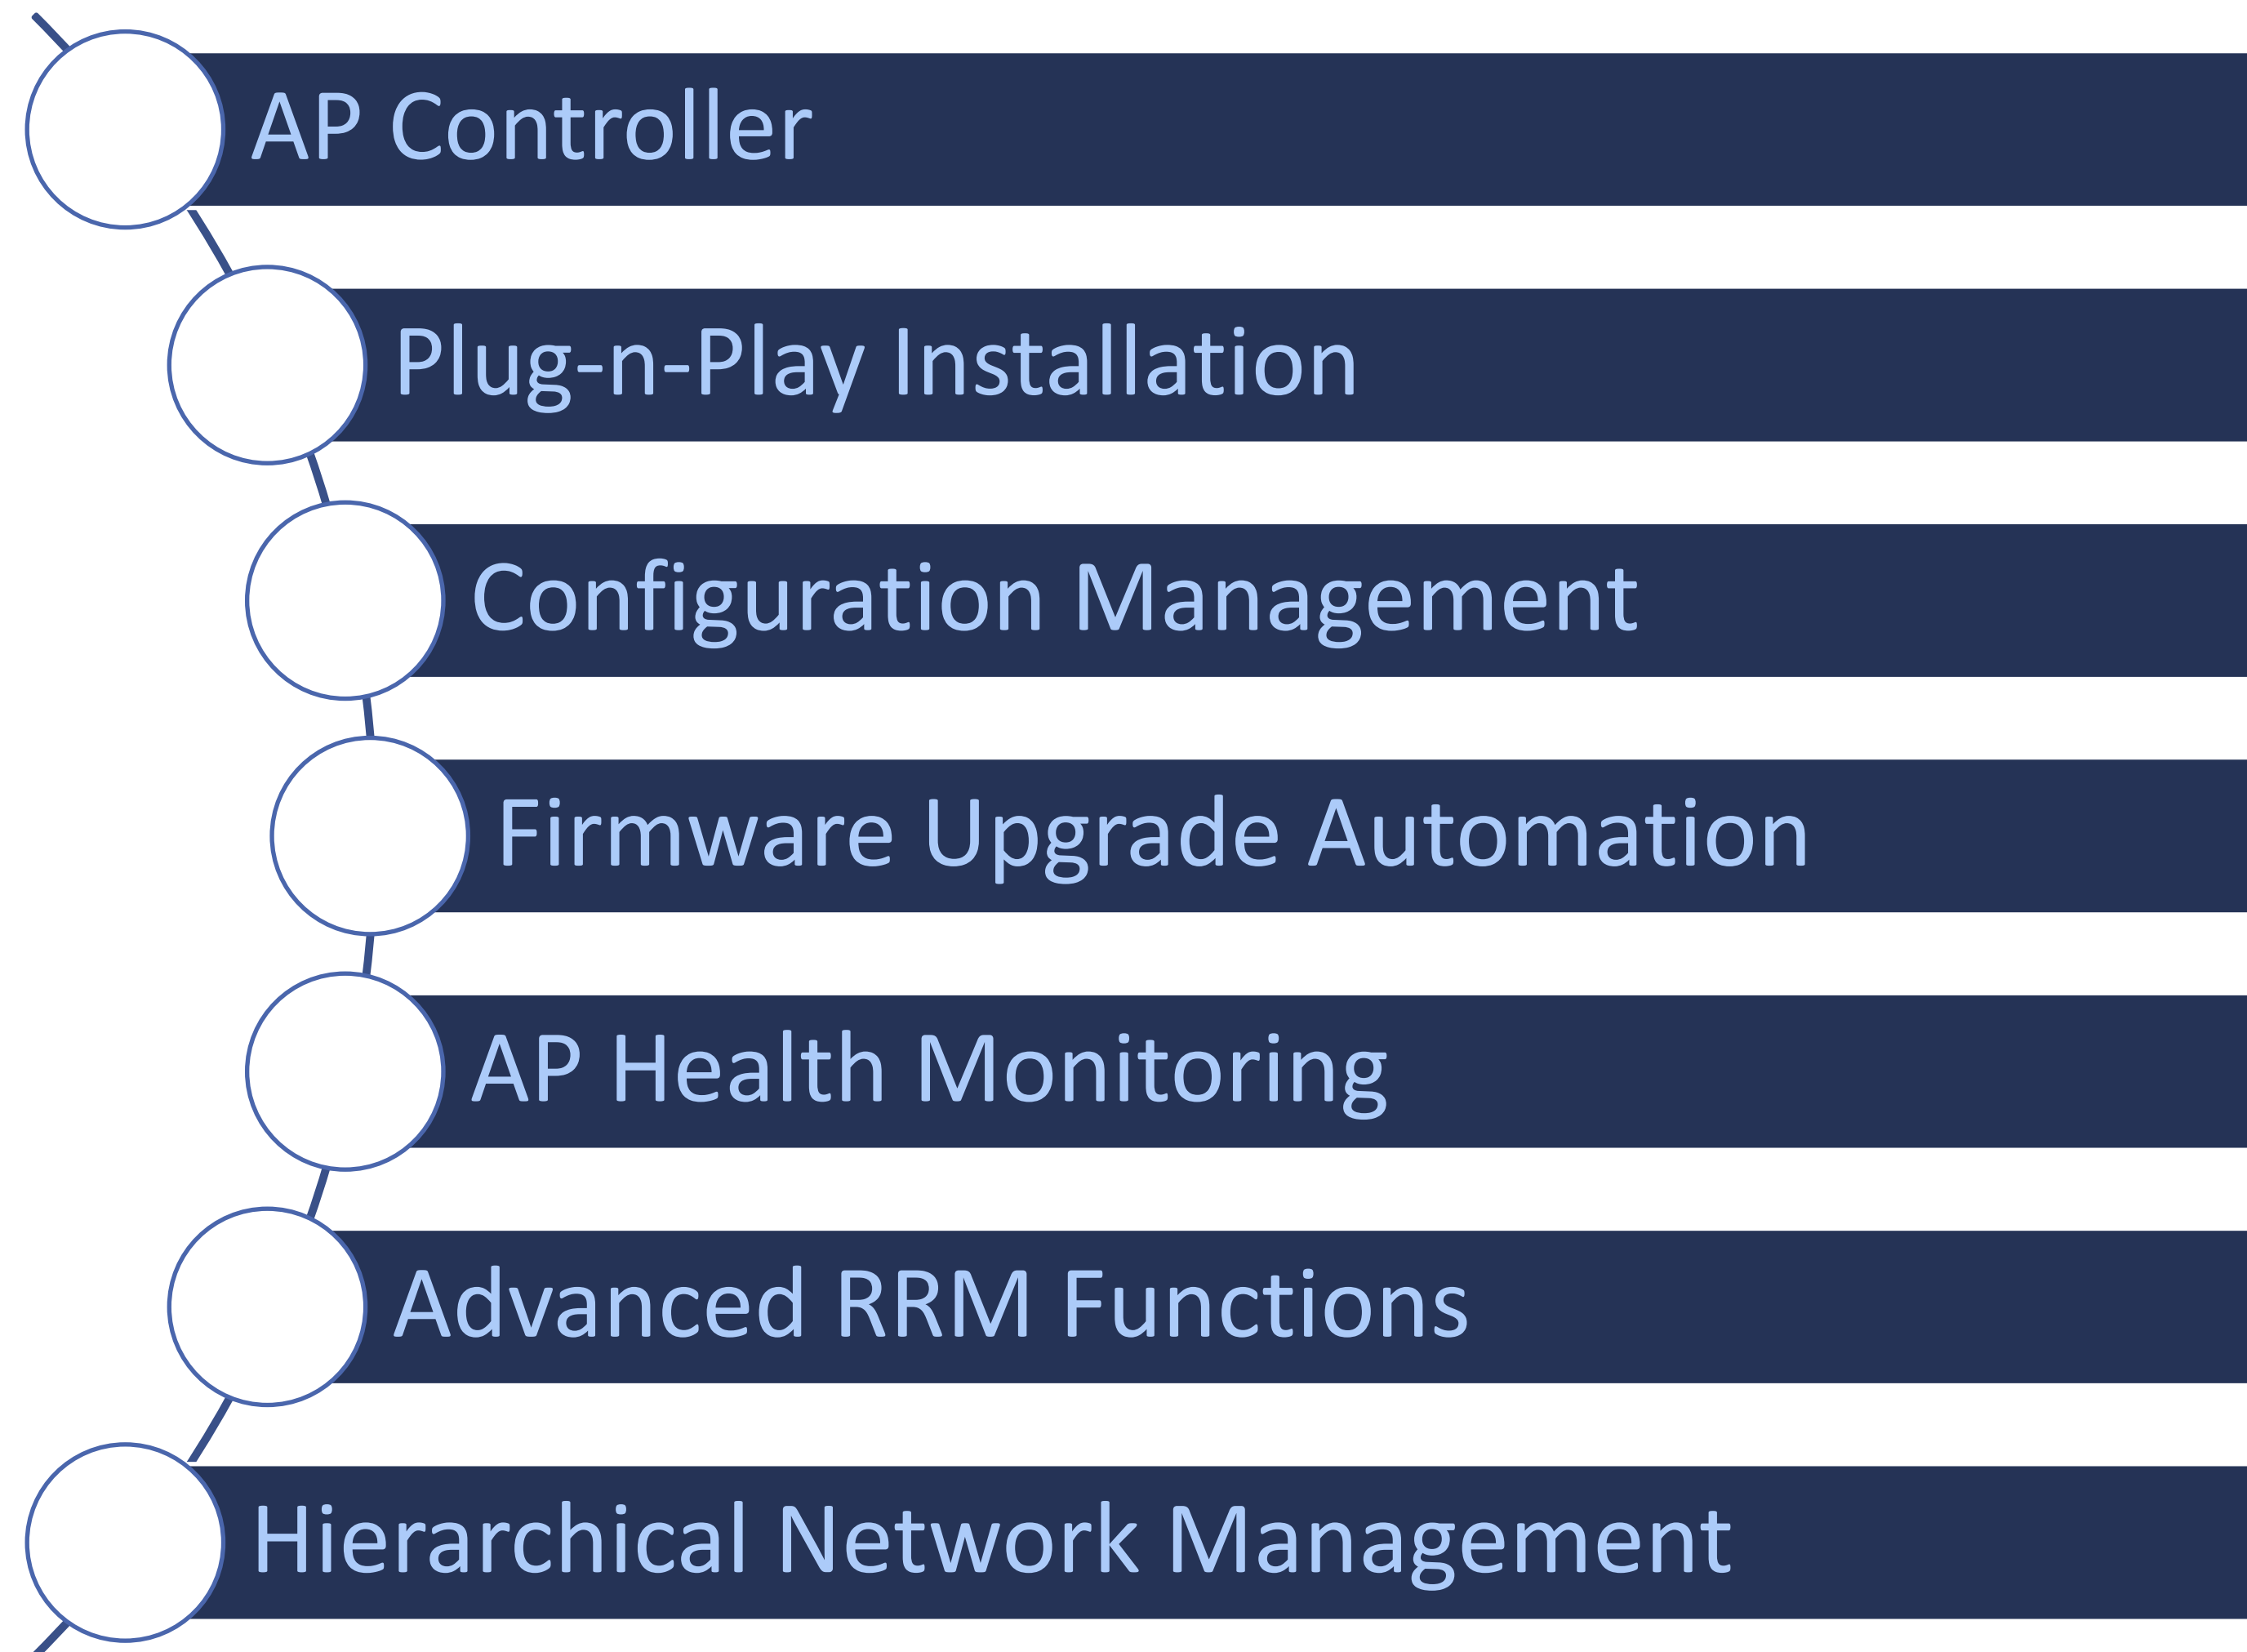 AP Controller
Plug-n-Play Installation
Configuration Management
Firmware Upgrade Automation
AP Health Monitoring
Advanced RRM Functions
Hierarchical Network Management